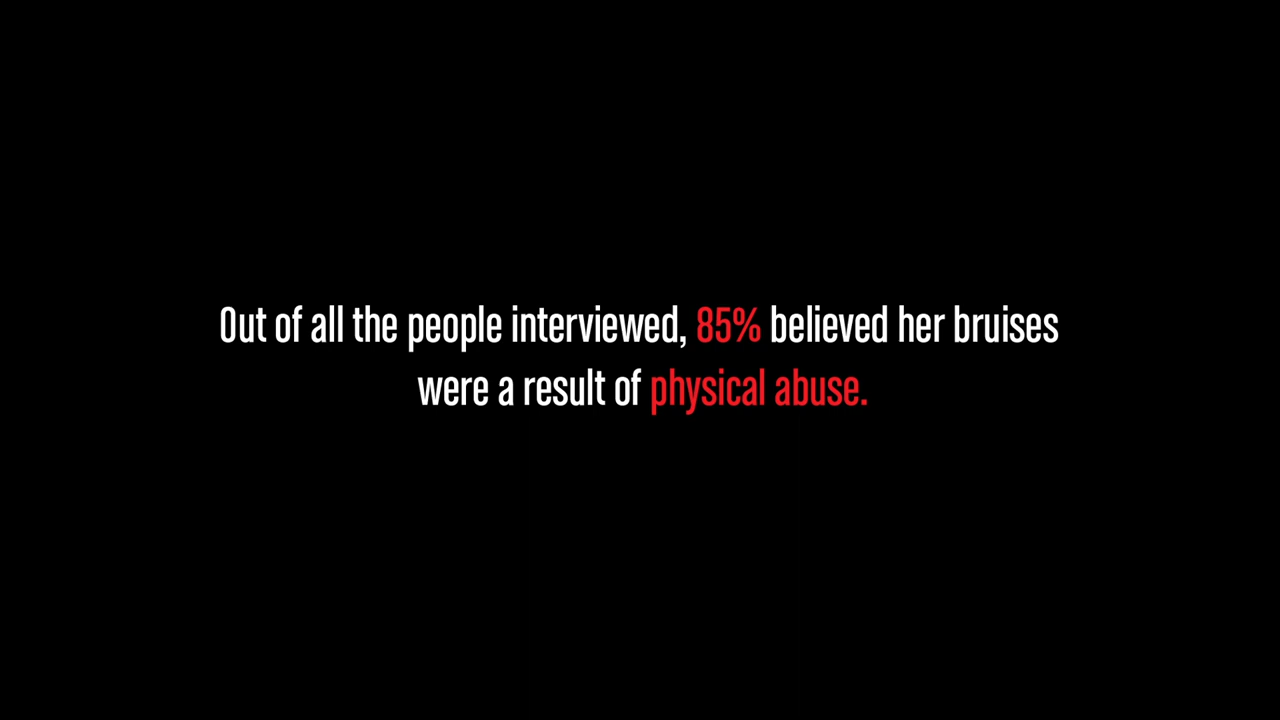 Out of all the people interviewed, 85% believed her bruises
were a result of physical abuse.